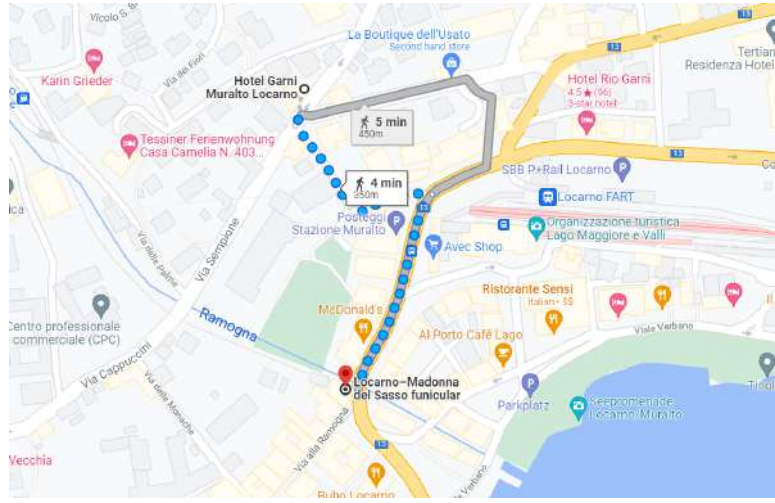 La Boutique dell'Usato
Second hand store
13
Tertian
Residenza Hotel
Via dei Fiori
Karin Grieder
Hotel Garni
Muralto Locarno
Hotel Rio Garni
4.5 ★ (96)
3-star hotel
5 min
450m
Tessiner Ferienwohnung
Casa Camelia N. 403...
13
SBB P+Rail Locarno
4 min
350m
Locarno FART
13
Posteggi
Stazione Muralto
Organizzazione turistica
Lago Maggiore e Valli
Avec Shop
Via Sempione
Via delle Palme
Ristorante Sensi
Italian · $$
McDonald's
Ramogna
Al Porto Café Lago
Viale Verbano
Centro professionale
commerciale (CPC)
Via Cappuccini
Locarno–Madonna
del Sasso funicular
Parkplatz
Seepromenade
Locarno Muralto
Via delle Monache
Via alla Ramogna
13
Vecchia